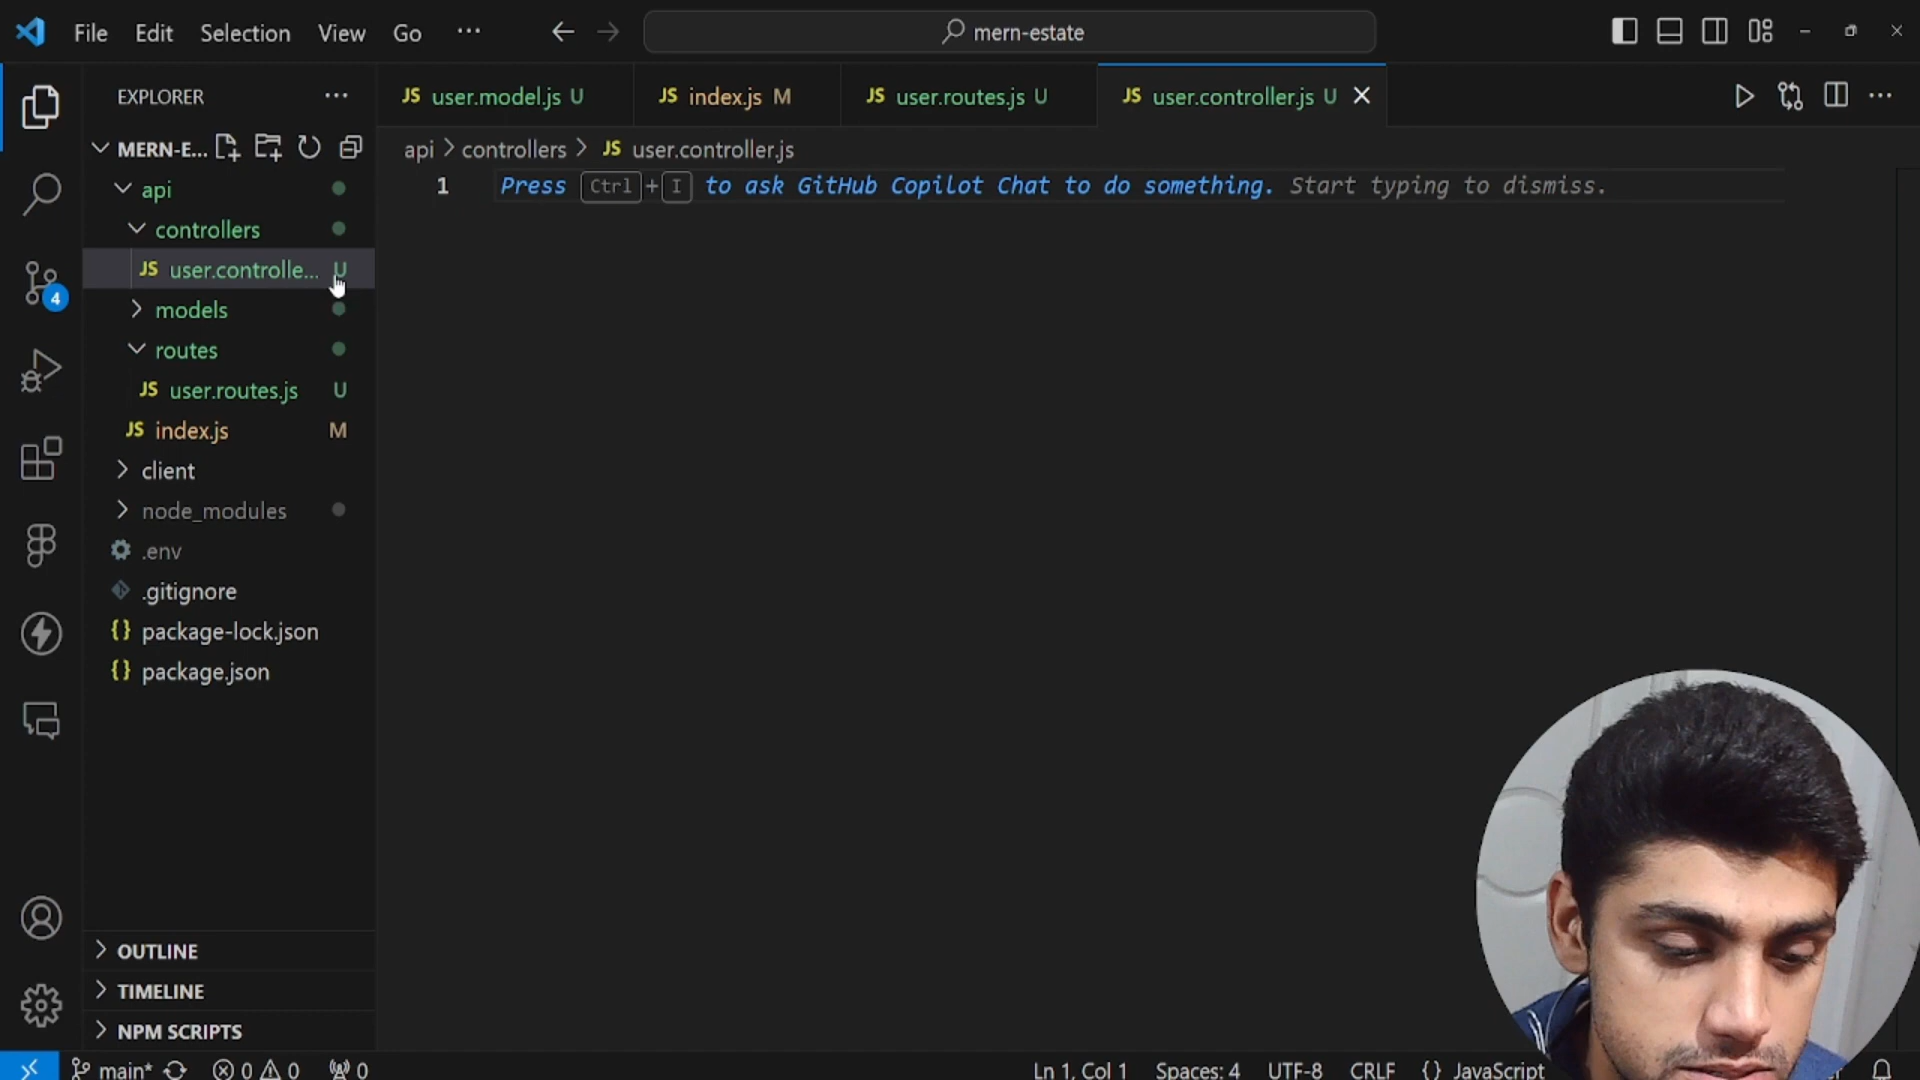 File Edit Selection View Go ··· mern-estate
EXPLORER ···
JS user.model.js U JS index.js M JS user.routes.js U JS user.controller.js U
MERN-E...
api > controllers > JS user.controller.js
1 Press Ctrl + I to ask GitHub Copilot Chat to do something. Start typing to dismiss.
api
controllers
JS user.controlle... U
models
routes
JS user.routes.js U
JS index.js M
client
node_modules
.env
.gitignore
{} package-lock.json
{} package.json
4
OUTLINE
TIMELINE
NPM SCRIPTS
main* 0 0 0 Ln 1, Col 1 Spaces: 4 UTF-8 CRLF {} JavaScript